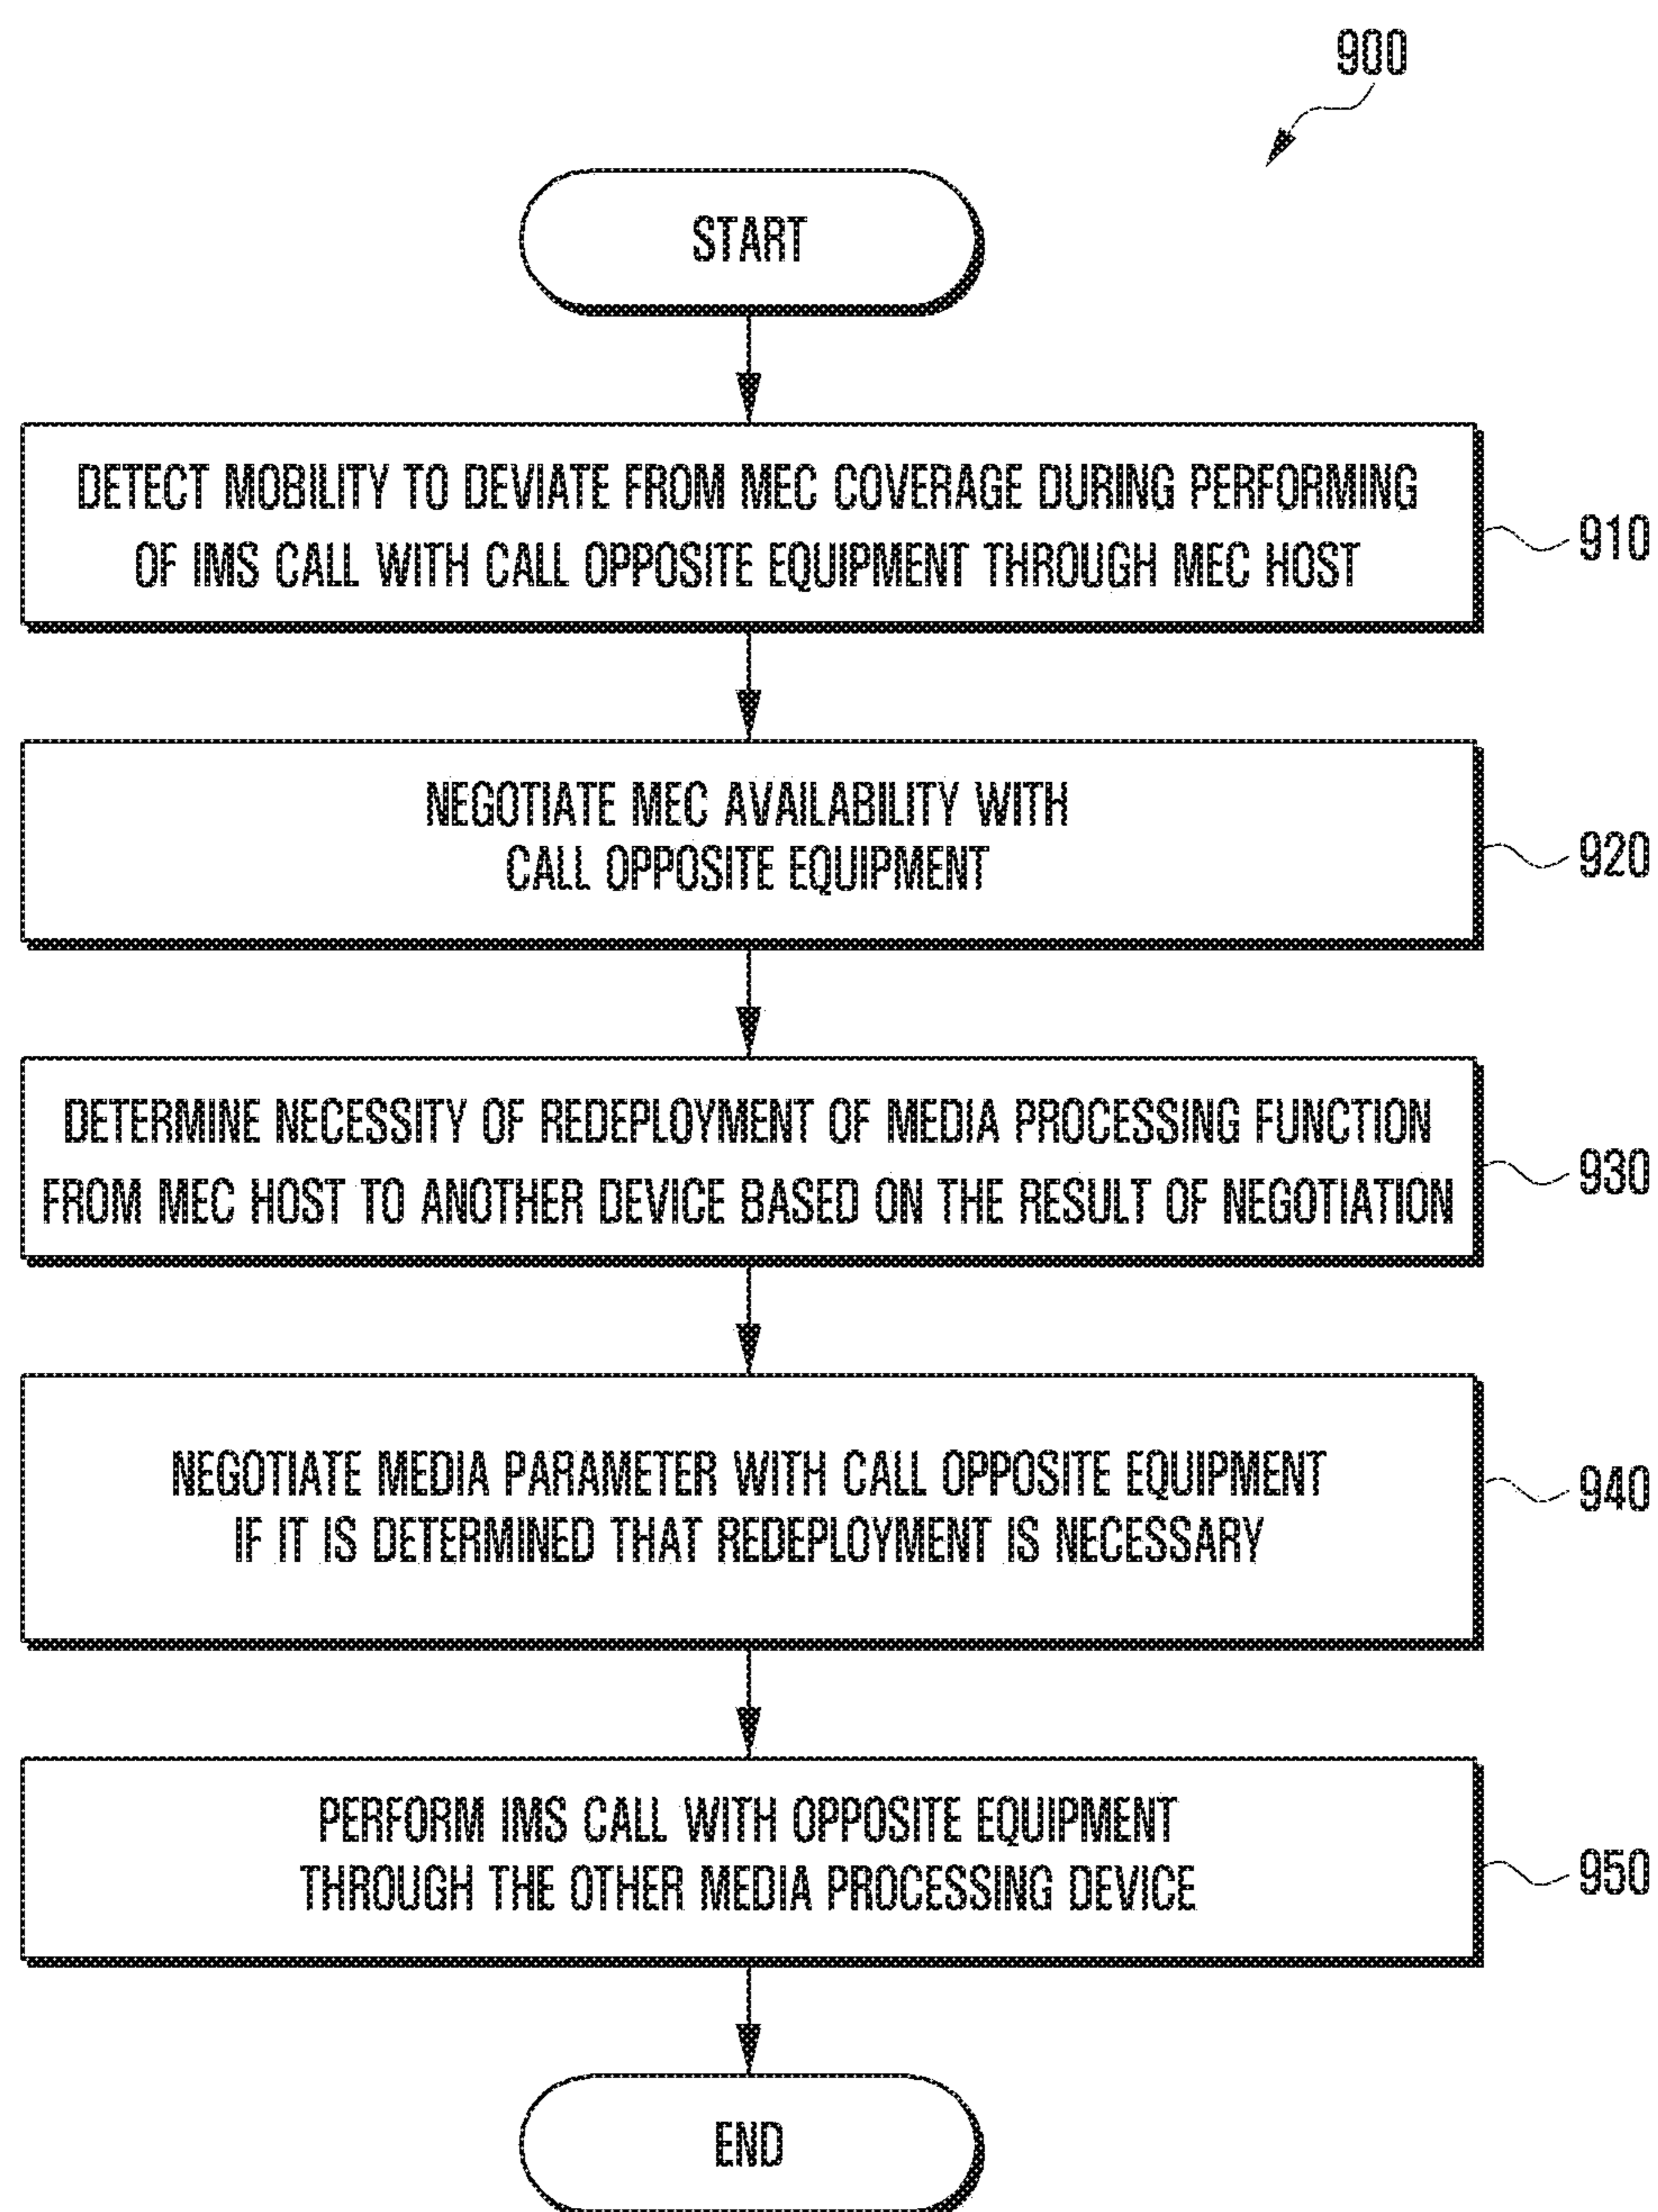 900
START
DETECT MOBILITY TO DEVIATE FROM MEC COVERAGE DURING PERFORMING
OF IMS CALL WITH CALL OPPOSITE EQUIPMENT THROUGH MEC HOST
910
NEGOTIATE MEC AVAILABILITY WITH
CALL OPPOSITE EQUIPMENT
920
DETERMINE NECESSITY OF REDEPLOYMENT OF MEDIA PROCESSING FUNCTION
FROM MEC HOST TO ANOTHER DEVICE BASED ON THE RESULT OF NEGOTIATION
930
NEGOTIATE MEDIA PARAMETER WITH CALL OPPOSITE EQUIPMENT
IF IT IS DETERMINED THAT REDEPLOYMENT IS NECESSARY
940
PERFORM IMS CALL WITH OPPOSITE EQUIPMENT
THROUGH THE OTHER MEDIA PROCESSING DEVICE
950
END